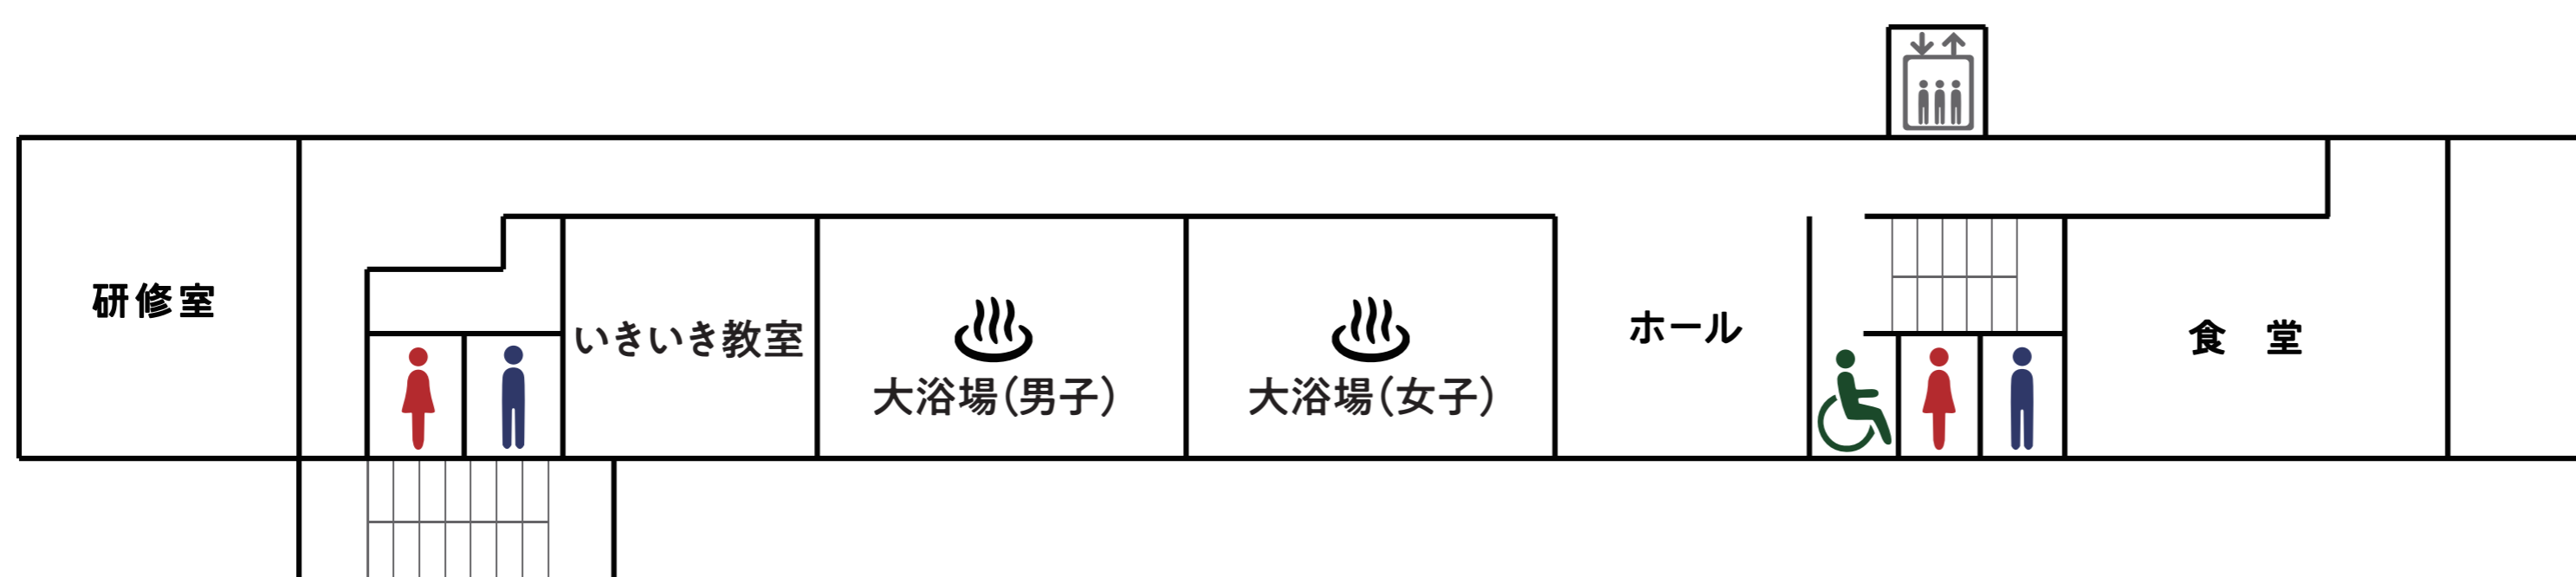 研修室
いきいき教室
大浴場(男子)
大浴場(女子)
ホール
食　堂